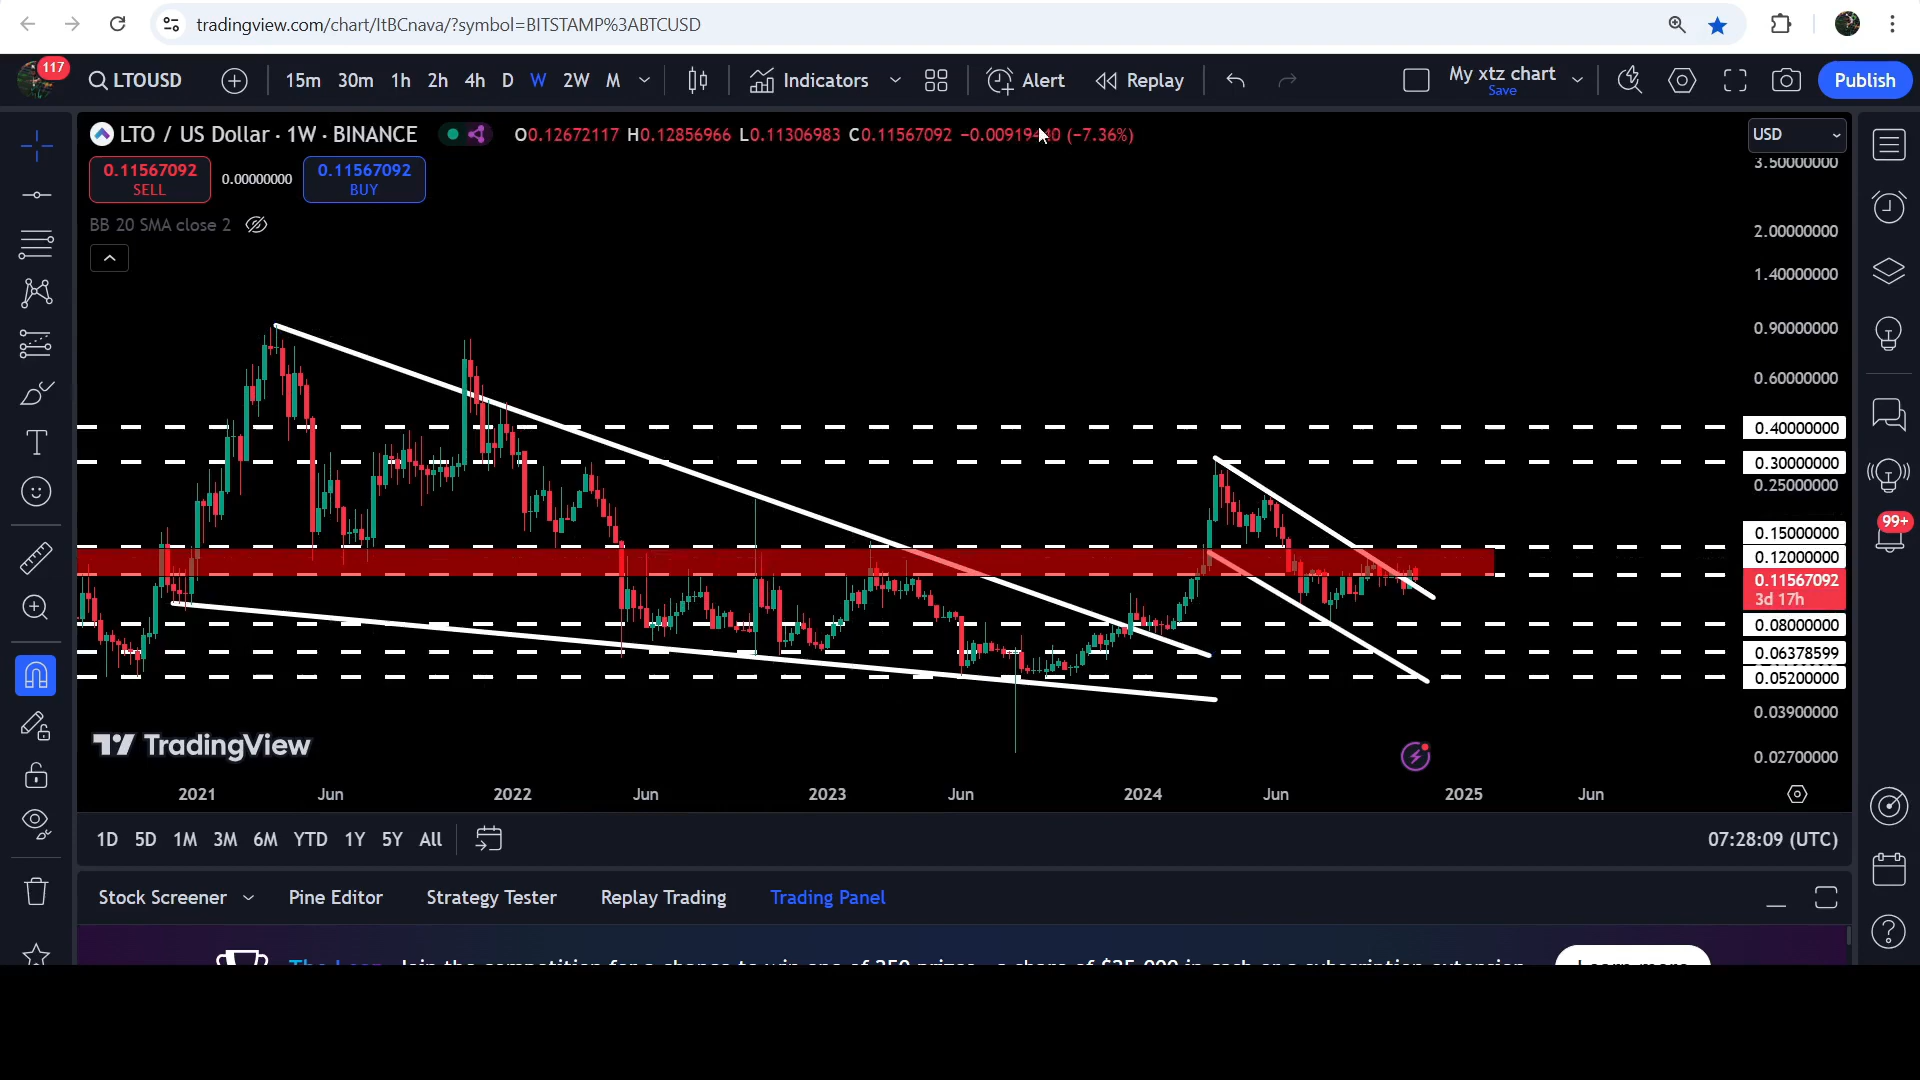 tradingview.com/chart/ItBCnava/?symbol=BITSTAMP%3ABTCUSD
117
LTOUSD
15m 30m 1h 2h 4h D W 2W M
Indicators
Alert
Replay
My xtz chart
Save
Publish
LTO / US Dollar · 1W · BINANCE
O0.12672117 H0.12856966 L0.11306983 C0.11567092
(−7.36%)
USD
0.11567092
SELL
0.00000000
0.11567092
BUY
BB 20 SMA close 2
3.50000000
2.00000000
1.40000000
0.90000000
0.60000000
0.40000000
0.30000000
0.25000000
0.15000000
0.12000000
0.11567092
3d 17h
0.08000000
0.06378599
0.05200000
0.03900000
0.02700000
99+
TradingView
2021 Jun 2022 Jun 2023 Jun 2024 Jun 2025 Jun
1D 5D 1M 3M 6M YTD 1Y 5Y All
07:28:09 (UTC)
Stock Screener Pine Editor Strategy Tester Replay Trading Trading Panel